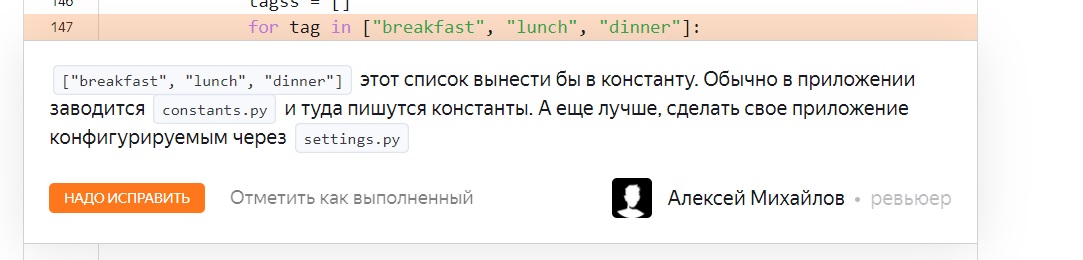 146 tagss = []
147 for tag in ["breakfast", "lunch", "dinner"]:
["breakfast", "lunch", "dinner"] этот список вынести бы в константу. Обычно в приложении
заводится constants.py и туда пишутся константы. А еще лучше, сделать свое приложение
конфигурируемым через settings.py
НАДО ИСПРАВИТЬ Отметить как выполненный Алексей Михайлов • ревьюер